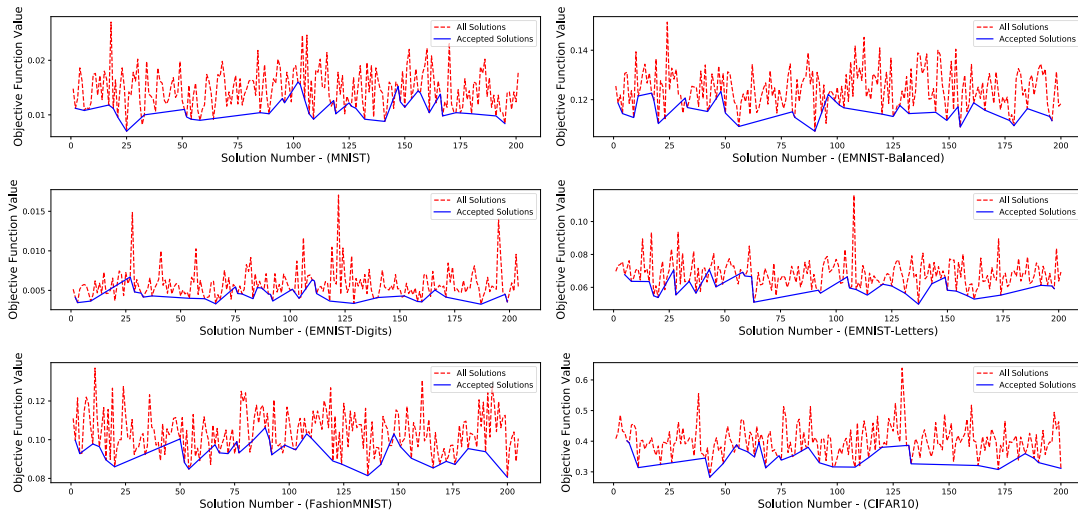 Objective Function Value
0.02
0.01
0 25 50 75 100 125 150 175 200
Solution Number - (MNIST)
All Solutions
Accepted Solutions
Objective Function Value
0.14
0.12
0 25 50 75 100 125 150 175 200
Solution Number - (EMNIST-Balanced)
All Solutions
Accepted Solutions
Objective Function Value
0.015
0.010
0.005
0 25 50 75 100 125 150 175 200
Solution Number - (EMNIST-Digits)
All Solutions
Accepted Solutions
Objective Function Value
0.10
0.08
0.06
0 25 50 75 100 125 150 175 200
Solution Number - (EMNIST-Letters)
All Solutions
Accepted Solutions
Objective Function Value
0.12
0.10
0.08
0 25 50 75 100 125 150 175 200
Solution Number - (FashionMNIST)
All Solutions
Accepted Solutions
Objective Function Value
0.6
0.5
0.4
0.3
0 25 50 75 100 125 150 175 200
Solution Number - (CIFAR10)
All Solutions
Accepted Solutions